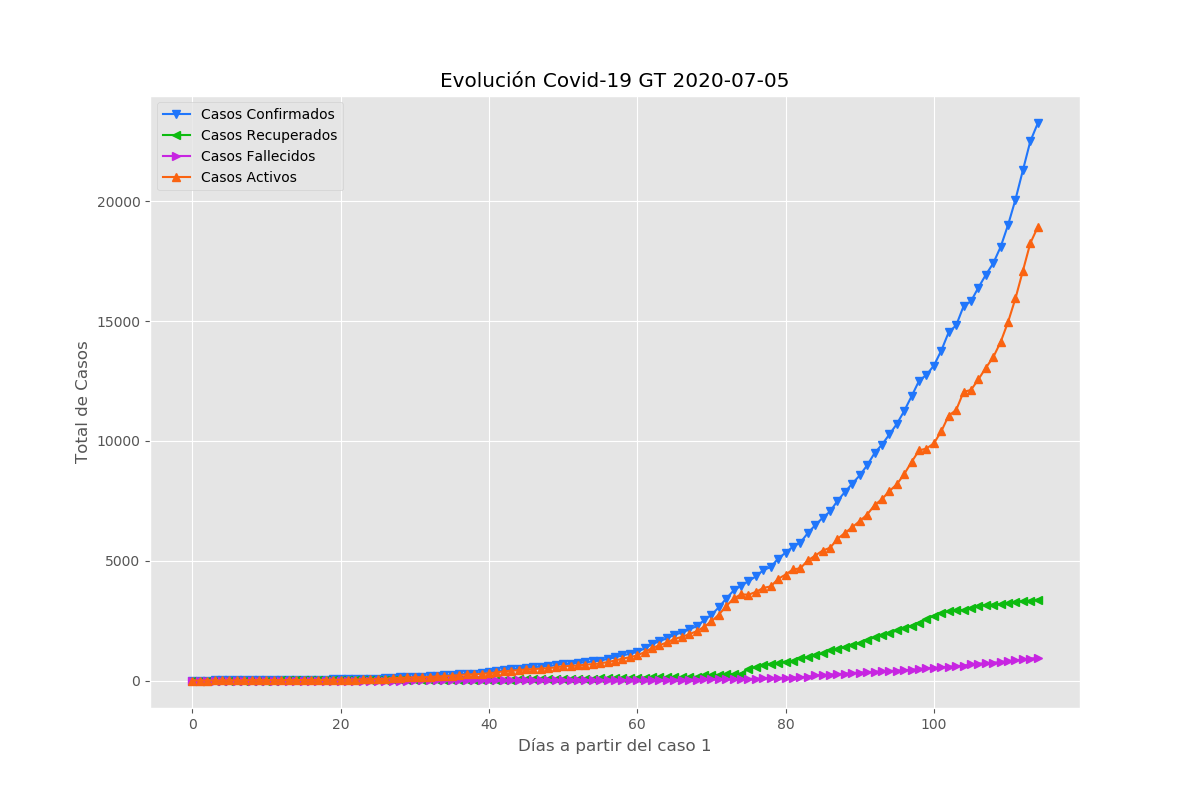 Evolución Covid-19 GT 2020-07-05
Casos Confirmados
Casos Recuperados
Casos Fallecidos
Casos Activos
Total de Casos
20000
15000
10000
5000
0
0 20 40 60 80 100
Días a partir del caso 1